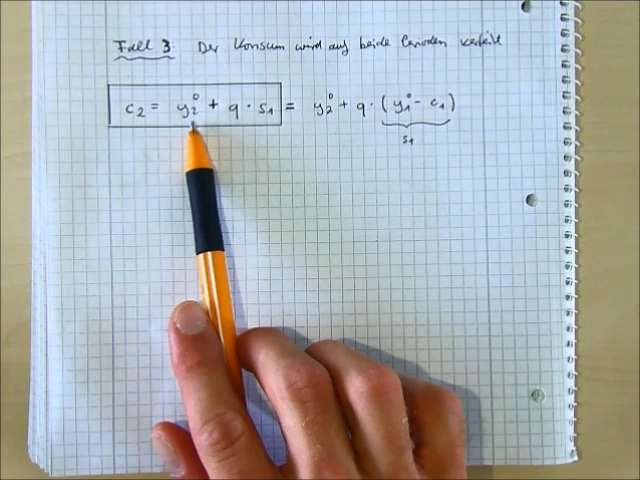 Fall 3: Der Konsum wird auf beide Perioden verteilt
c₂ = y₂⁰ + q · s₁ = y₂⁰ + q · (y₁⁰ - c₁)
s₁